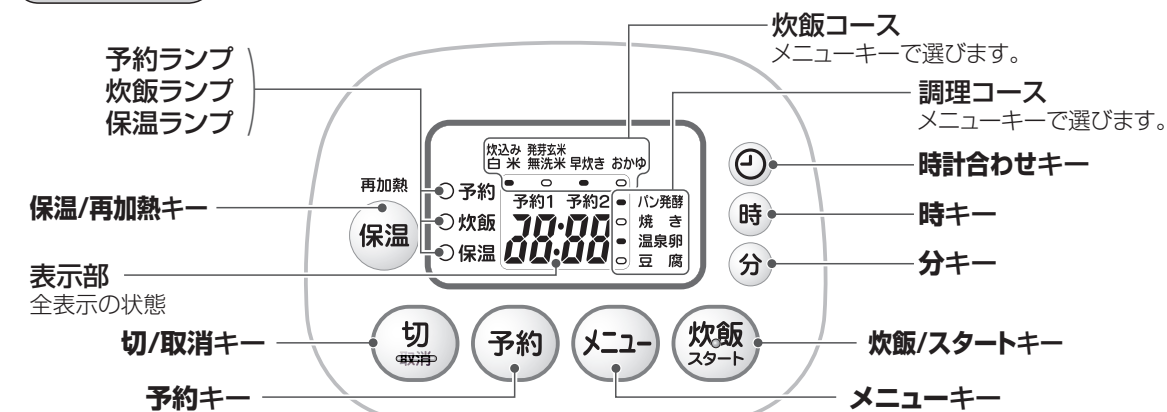 炊飯コース
メニューキーで選びます。
予約ランプ
炊飯ランプ
保温ランプ
調理コース
メニューキーで選びます。
炊込み 発芽玄米
白米 無洗米 早炊き おかゆ
時計合わせキー
再加熱
予約
予約1 予約2
パン発酵
保温/再加熱キー
保温
炊飯
88:88
焼き
時
時キー
温泉卵
保温
豆腐
分
分キー
表示部
全表示の状態
切/取消キー
切
取消
予約
メニュー
炊飯
スタート
炊飯/スタートキー
予約キー
メニューキー